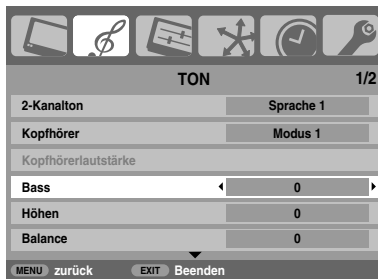 TON 1/2
2-Kanalton Sprache 1
Kopfhörer Modus 1
Kopfhörerlautstärke
Bass 0
Höhen 0
Balance 0
MENU zurück EXIT Beenden